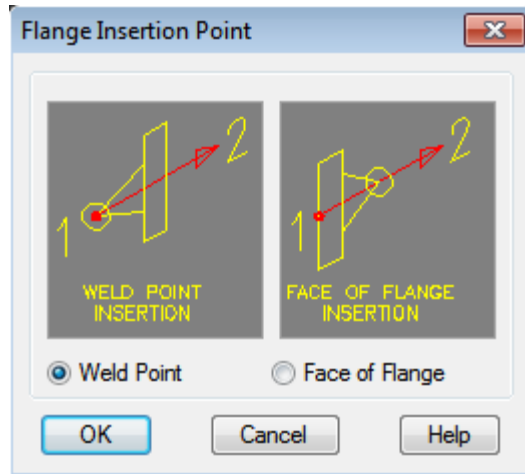 Flange Insertion Point
1
2
WELD POINT
INSERTION
1
2
FACE OF FLANGE
INSERTION
Weld Point
Face of Flange
OK
Cancel
Help